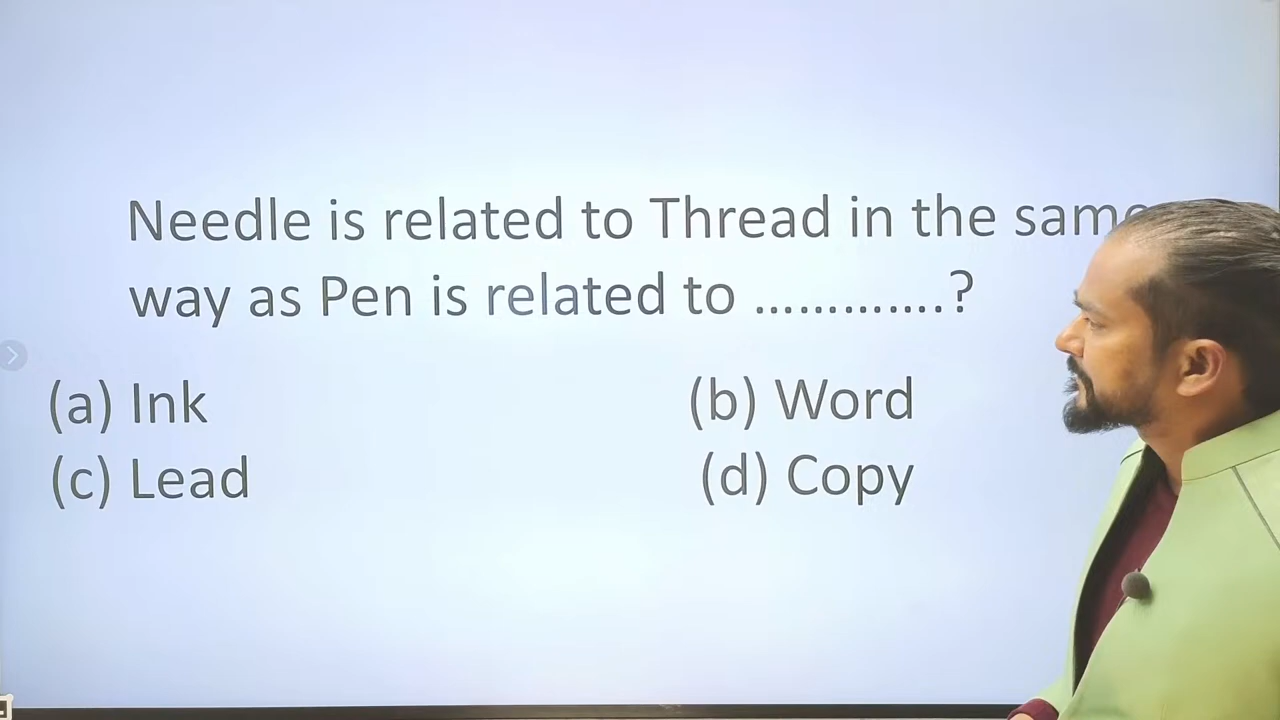 Needle is related to Thread in the same
way as Pen is related to ………….?
(a) Ink (b) Word
(c) Lead (d) Copy